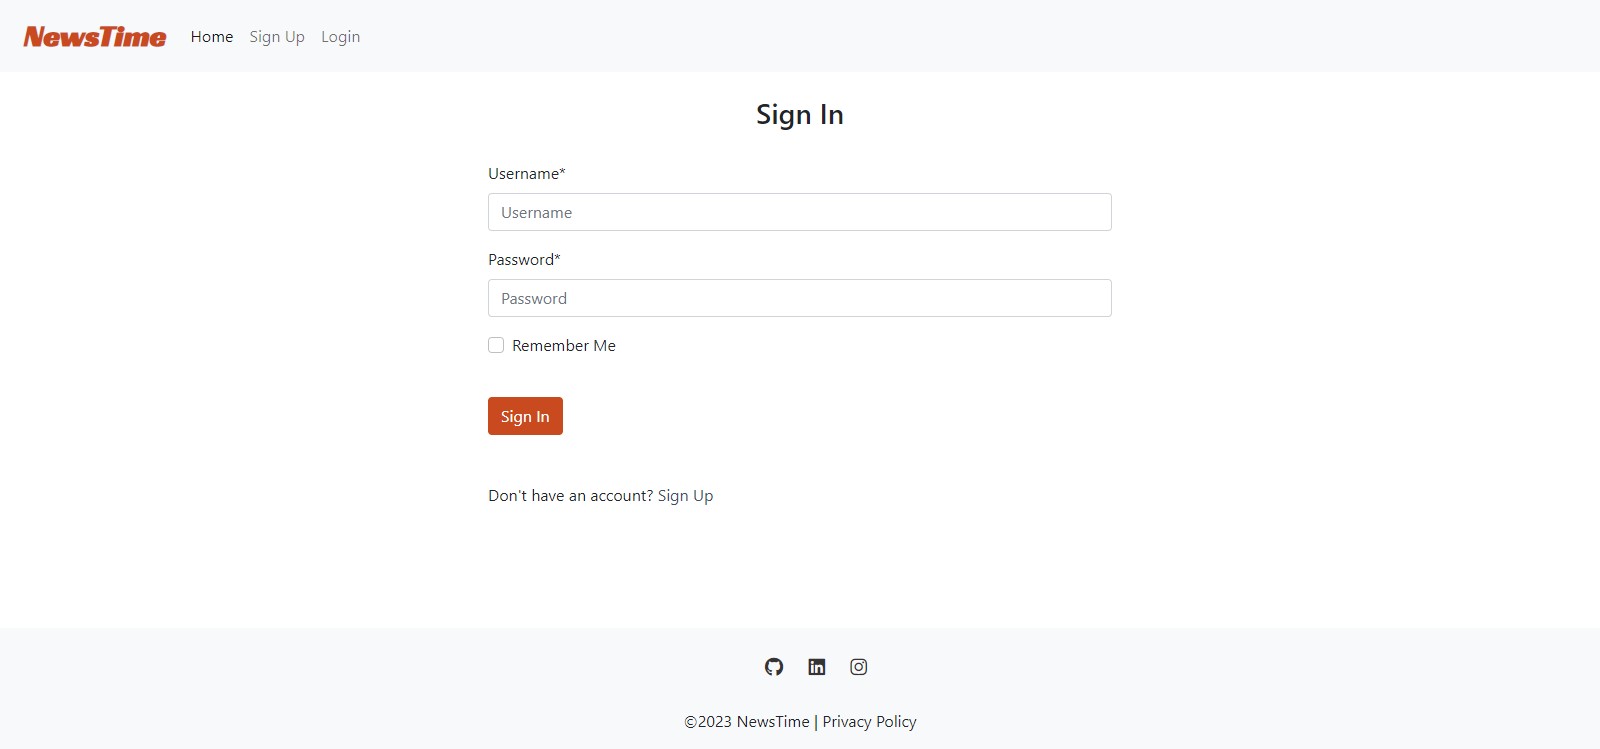 NewsTime Home Sign Up Login
Sign In
Username*
Username
Password*
Password
Remember Me
Sign In
Don't have an account? Sign Up
©2023 NewsTime | Privacy Policy